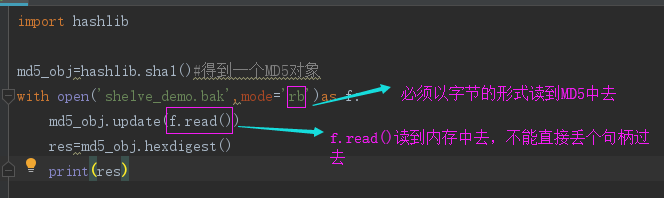 import hashlib
md5_obj=hashlib.sha1()#得到一个MD5对象
with open('shelve_demo.bak',mode='rb')as f:
必须以字节的形式读到MD5中去
md5_obj.update(f.read())
f.read()读到内存中去,不能直接丢个句柄过
去
res=md5_obj.hexdigest()
print(res)